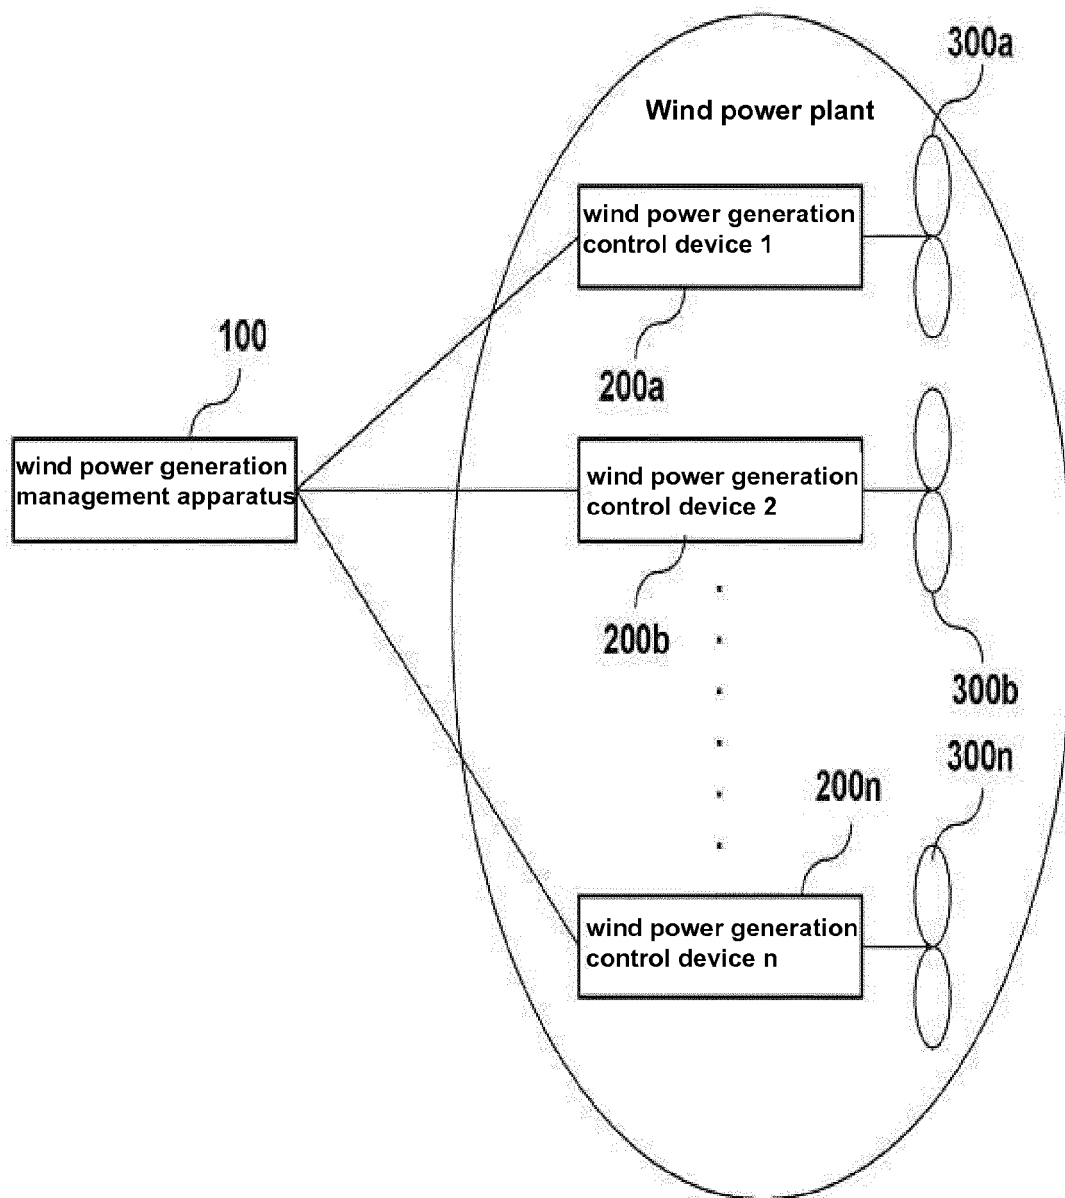 300a
Wind power plant
wind power generation
control device 1
200a
100
wind power generation
management apparatus
wind power generation
control device 2
200b
300b
300n
200n
wind power generation
control device n